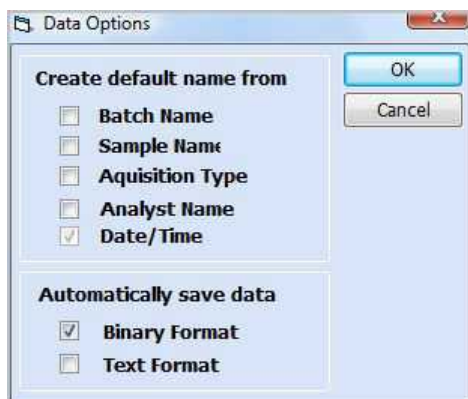 Data Options
Create default name from
Batch Name
Sample Name
Aquisition Type
Analyst Name
Date/Time
Automatically save data
Binary Format
Text Format
OK
Cancel